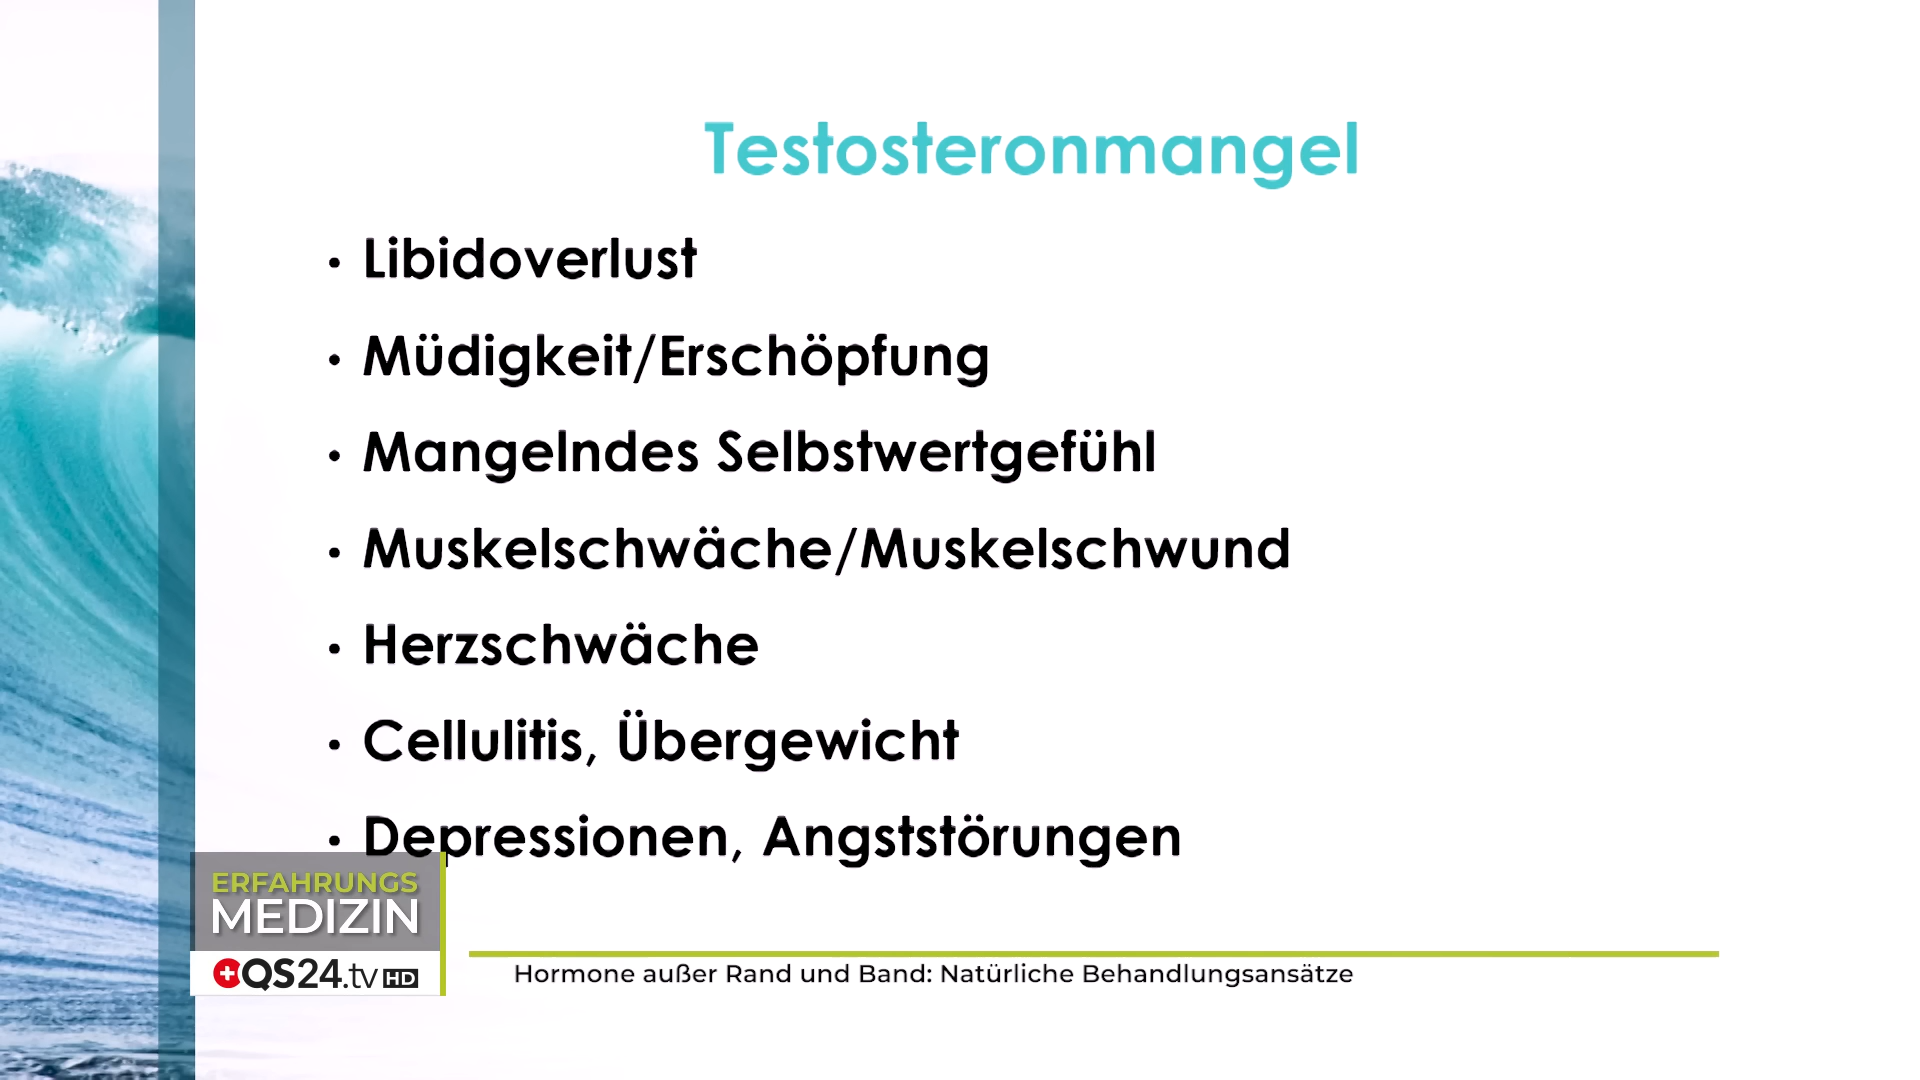 Testosteronmangel
• Libidoverlust
• Müdigkeit/Erschöpfung
• Mangelndes Selbstwertgefühl
• Muskelschwäche/Muskelschwund
• Herzschwäche
• Cellulitis, Übergewicht
• Depressionen, Angststörungen
ERFAHRUNGS
MEDIZIN
QS24.tv HD
Hormone außer Rand und Band: Natürliche Behandlungsansätze